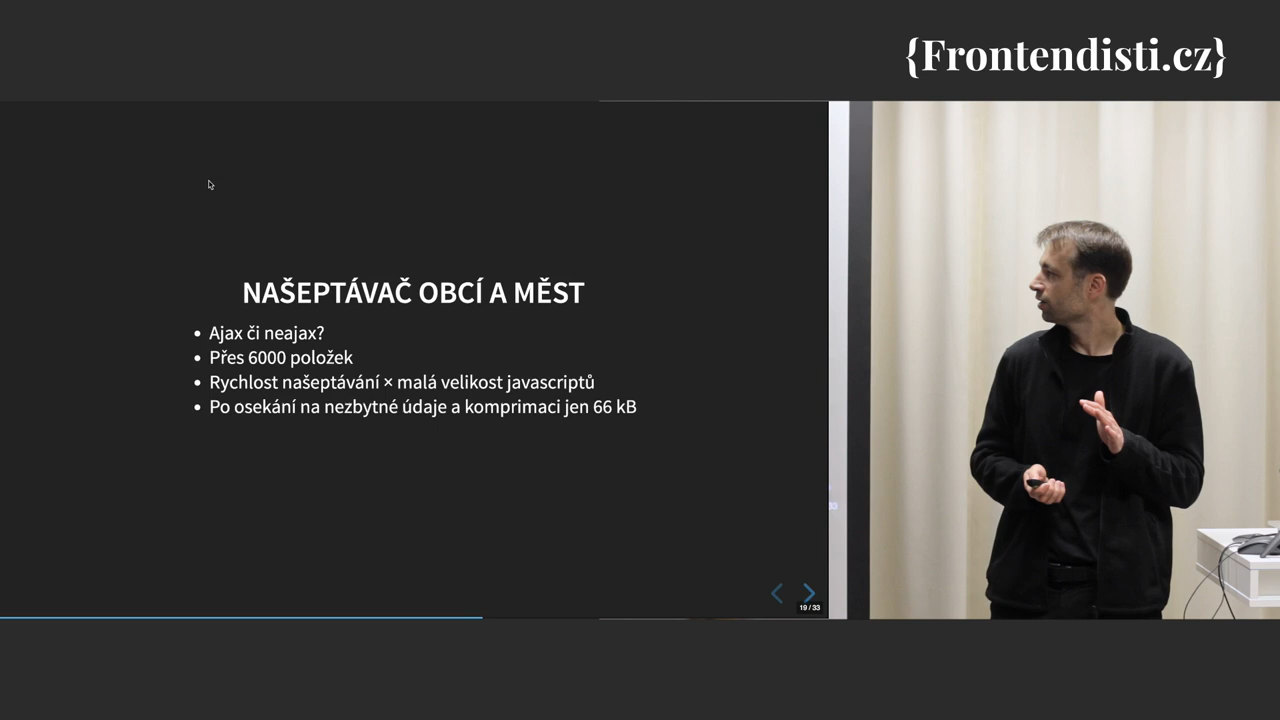 {Frontendisti.cz}
NAŠEPTÁVAČ OBCÍ A MĚST
Ajax či neajax?
Přes 6000 položek
Rychlost našeptávání × malá velikost javascriptů
Po osekání na nezbytné údaje a komprimaci jen 66 kB
19 / 33